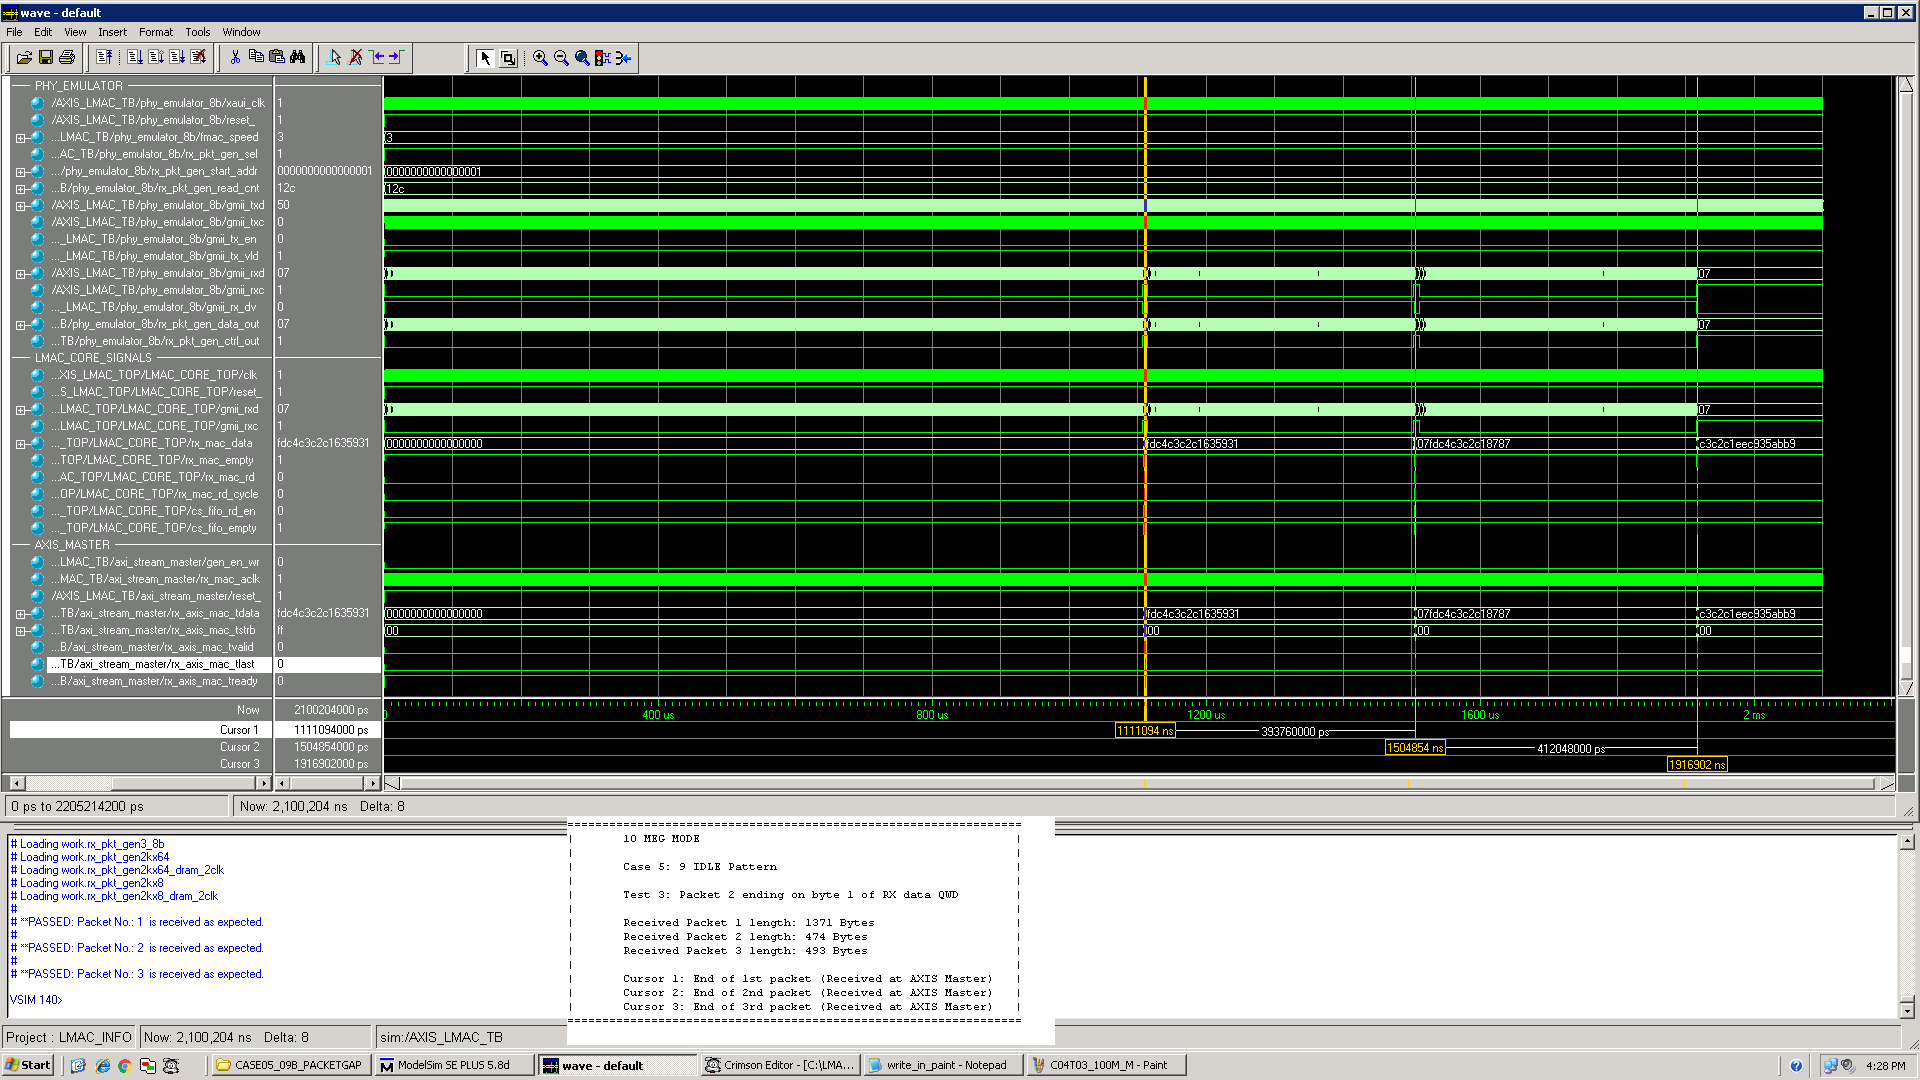 wave - default
File Edit View Insert Format Tools Window
PHY_EMULATOR
/AXIS_LMAC_TB/phy_emulator_8b/xaui_clk 1
/AXIS_LMAC_TB/phy_emulator_8b/reset_ 1
...LMAC_TB/phy_emulator_8b/fmac_speed 3 3
...AC_TB/phy_emulator_8b/rx_pkt_gen_sel 1
.../phy_emulator_8b/rx_pkt_gen_start_addr 0000000000000001 0000000000000001
...B/phy_emulator_8b/rx_pkt_gen_read_cnt 12c 12c
/AXIS_LMAC_TB/phy_emulator_8b/gmii_txd 50
/AXIS_LMAC_TB/phy_emulator_8b/gmii_txc 0
..._LMAC_TB/phy_emulator_8b/gmii_tx_en 0
..._LMAC_TB/phy_emulator_8b/gmii_tx_vld 1
/AXIS_LMAC_TB/phy_emulator_8b/gmii_rxd 07 07
/AXIS_LMAC_TB/phy_emulator_8b/gmii_rxc 1
..._LMAC_TB/phy_emulator_8b/gmii_rx_dv 0
...B/phy_emulator_8b/rx_pkt_gen_data_out 07 07
...TB/phy_emulator_8b/rx_pkt_gen_ctrl_out 1
LMAC_CORE_SIGNALS
...XIS_LMAC_TOP/LMAC_CORE_TOP/clk 1
...S_LMAC_TOP/LMAC_CORE_TOP/reset_ 1
...LMAC_TOP/LMAC_CORE_TOP/gmii_rxd 07 07
...LMAC_TOP/LMAC_CORE_TOP/gmii_rxc 1
..._TOP/LMAC_CORE_TOP/rx_mac_data fdc4c3c2c1635931 0000000000000000 fdc4c3c2c1635931 07fdc4c3c2c18787 c3c2c1eec935abb9
...TOP/LMAC_CORE_TOP/rx_mac_empty 1
...AC_TOP/LMAC_CORE_TOP/rx_mac_rd 0
...OP/LMAC_CORE_TOP/rx_mac_rd_cycle 0
..._TOP/LMAC_CORE_TOP/cs_fifo_rd_en 0
..._TOP/LMAC_CORE_TOP/cs_fifo_empty 1
AXIS_MASTER
...LMAC_TB/axi_stream_master/gen_en_wr 0
...MAC_TB/axi_stream_master/rx_mac_aclk 1
/AXIS_LMAC_TB/axi_stream_master/reset_ 1
...TB/axi_stream_master/rx_axis_mac_tdata fdc4c3c2c1635931 0000000000000000 fdc4c3c2c1635931 07fdc4c3c2c18787 c3c2c1eec935abb9
...TB/axi_stream_master/rx_axis_mac_tstrb ff 00 00 00 00
...B/axi_stream_master/rx_axis_mac_tvalid 0
...TB/axi_stream_master/rx_axis_mac_tlast 0
...B/axi_stream_master/rx_axis_mac_tready 0
Now 2100204000 ps 0 400 us 800 us 1200 us 1600 us 2 ms
Cursor 1 1111094000 ps 1111094 ns 393760000 ps
Cursor 2 1504854000 ps 1504854 ns 412048000 ps
Cursor 3 1916902000 ps 1916902 ns
0 ps to 2205214200 ps Now: 2,100,204 ns Delta: 8
# Loading work.rx_pkt_gen3_8b
# Loading work.rx_pkt_gen2kx64
# Loading work.rx_pkt_gen2kx64_dram_2clk
# Loading work.rx_pkt_gen2kx8
# Loading work.rx_pkt_gen2kx8_dram_2clk
#
# **PASSED: Packet No.: 1 is received as expected.
#
# **PASSED: Packet No.: 2 is received as expected.
#
# **PASSED: Packet No.: 3 is received as expected.
VSIM 140>
10 MEG MODE
Case 5: 9 IDLE Pattern
Test 3: Packet 2 ending on byte 1 of RX data QWD
Received Packet 1 length: 1371 Bytes
Received Packet 2 length: 474 Bytes
Received Packet 3 length: 493 Bytes
Cursor 1: End of 1st packet (Received at AXIS Master)
Cursor 2: End of 2nd packet (Received at AXIS Master)
Cursor 3: End of 3rd packet (Received at AXIS Master)
Project : LMAC_INFO Now: 2,100,204 ns Delta: 8 sim:/AXIS_LMAC_TB
Start CASE05_09B_PACKETGAP ModelSim SE PLUS 5.8d wave - default Crimson Editor - [C:\LMA... write_in_paint - Notepad C04T03_100M_M - Paint 4:28 PM